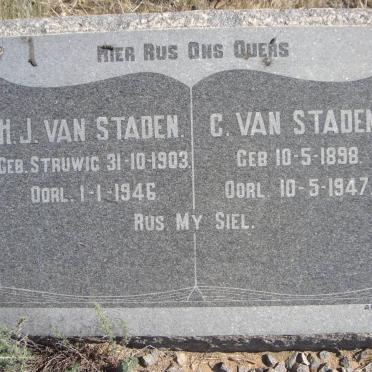 HIER RUS ONS OUERS
H.J. VAN STADEN.
GEB. STRUWIG 31-10-1903.
OORL. 1-1-1946
C. VAN STADEN
GEB 10-5-1898.
OORL. 10-5-1947.
RUS MY SIEL.